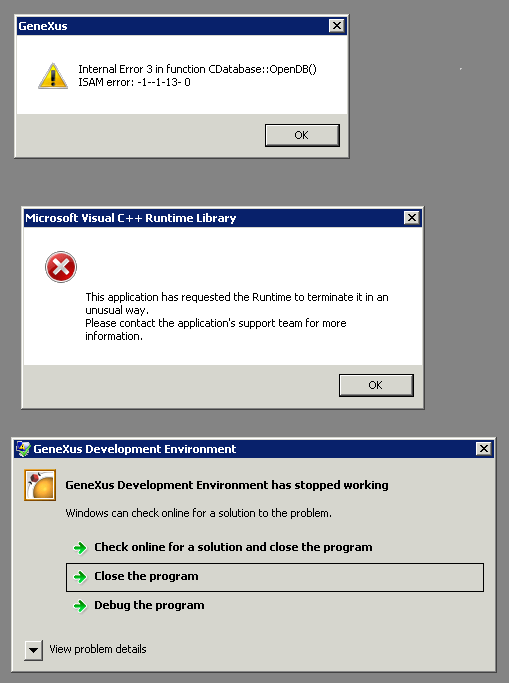 GeneXus
Internal Error 3 in function CDatabase::OpenDB()
ISAM error: -1--1-13- 0
OK
Microsoft Visual C++ Runtime Library
This application has requested the Runtime to terminate it in an
unusual way.
Please contact the application's support team for more
information.
OK
GeneXus Development Environment
GeneXus Development Environment has stopped working
Windows can check online for a solution to the problem.
Check online for a solution and close the program
Close the program
Debug the program
View problem details